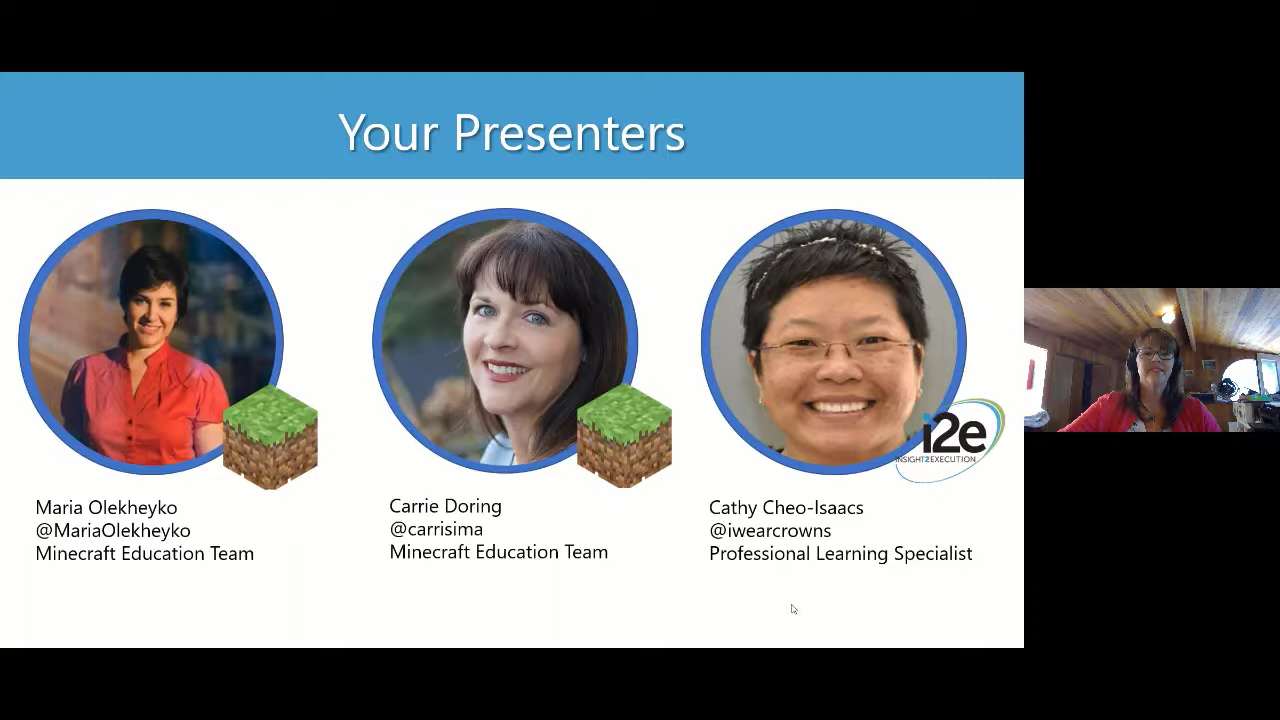 Your Presenters
i2e
INSIGHT2EXECUTION
Maria Olekheyko
@MariaOlekheyko
Minecraft Education Team
Carrie Doring
@carrisima
Minecraft Education Team
Cathy Cheo-Isaacs
@iwearcrowns
Professional Learning Specialist